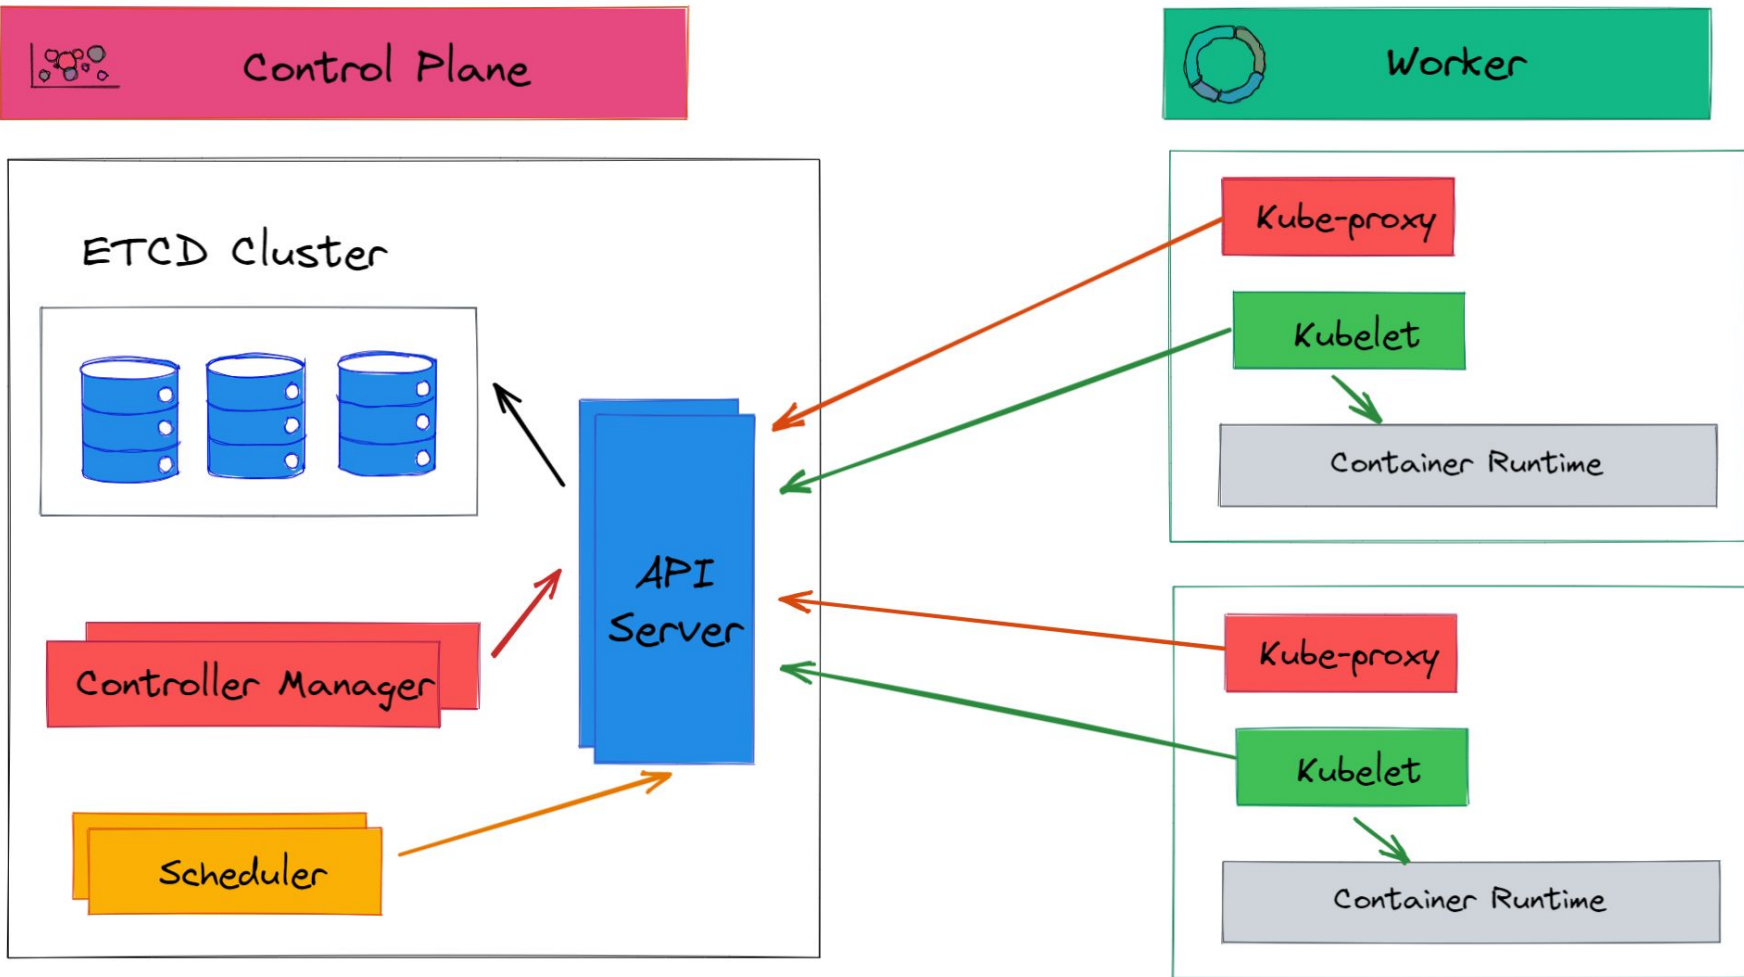 Control Plane
Worker
ETCD Cluster
API
Server
Controller Manager
Scheduler
Kube-proxy
Kubelet
Container Runtime
Kube-proxy
Kubelet
Container Runtime